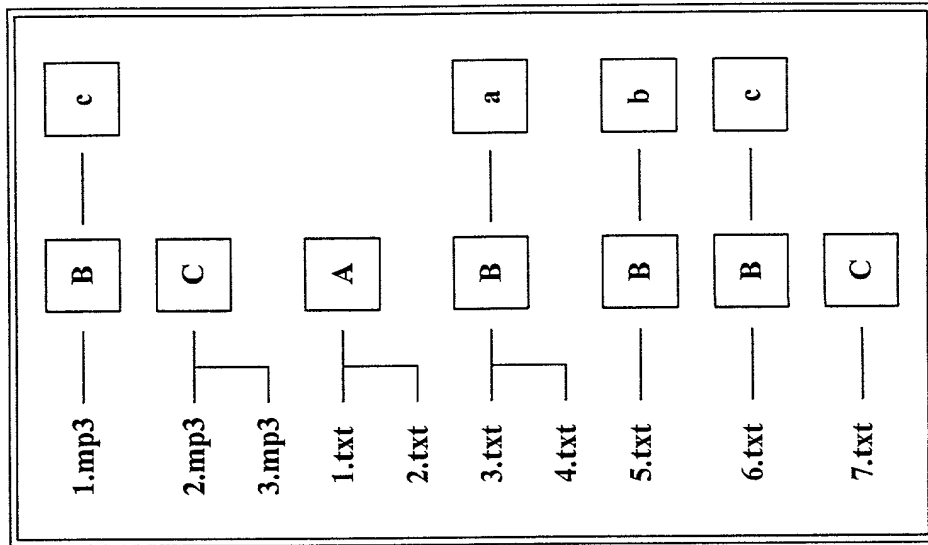 1.mp3 B c
2.mp3 C
3.mp3
1.txt A
2.txt
3.txt B a
4.txt
5.txt B b
6.txt B c
7.txt C